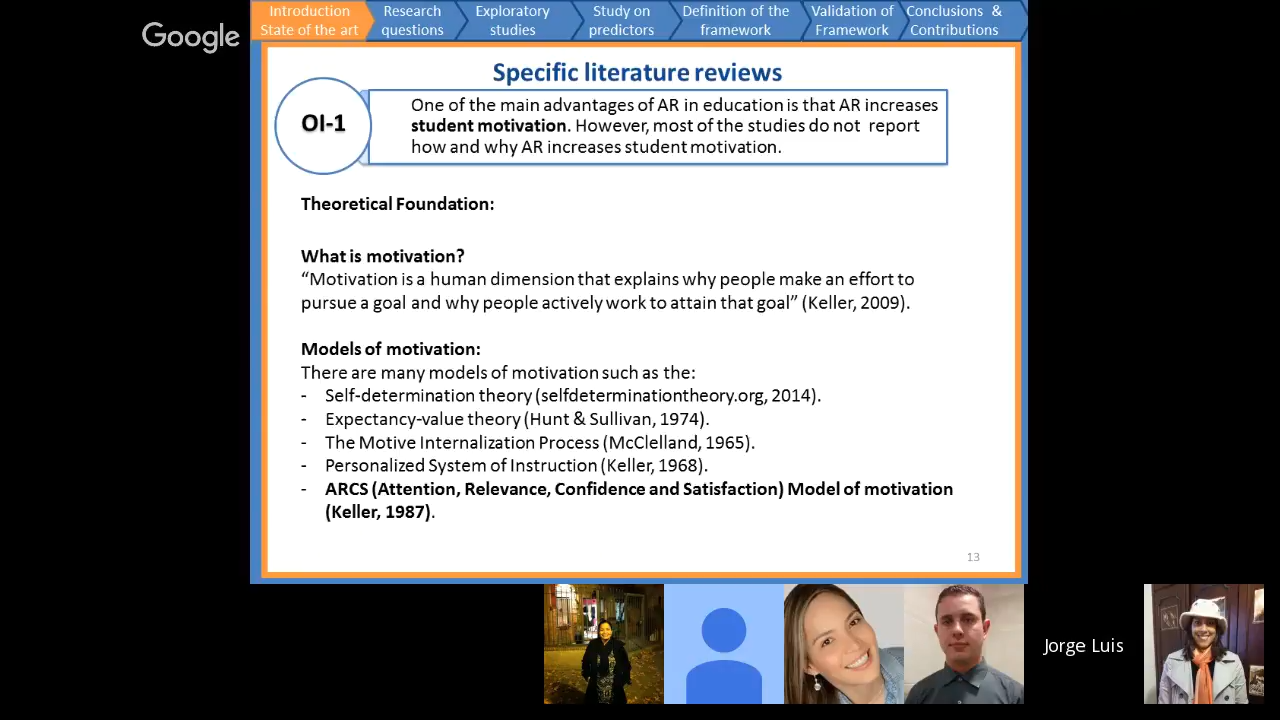 Google
Introduction
State of the art
Research
questions
Exploratory
studies
Study on
predictors
Definition of the
framework
Validation of
Framework
Conclusions &
Contributions
Specific literature reviews
OI-1
One of the main advantages of AR in education is that AR increases
student motivation. However, most of the studies do not report
how and why AR increases student motivation.
Theoretical Foundation:
What is motivation?
“Motivation is a human dimension that explains why people make an effort to
pursue a goal and why people actively work to attain that goal” (Keller, 2009).
Models of motivation:
There are many models of motivation such as the:
- Self-determination theory (selfdeterminationtheory.org, 2014).
- Expectancy-value theory (Hunt & Sullivan, 1974).
- The Motive Internalization Process (McClelland, 1965).
- Personalized System of Instruction (Keller, 1968).
- ARCS (Attention, Relevance, Confidence and Satisfaction) Model of motivation
(Keller, 1987).
13
Jorge Luis